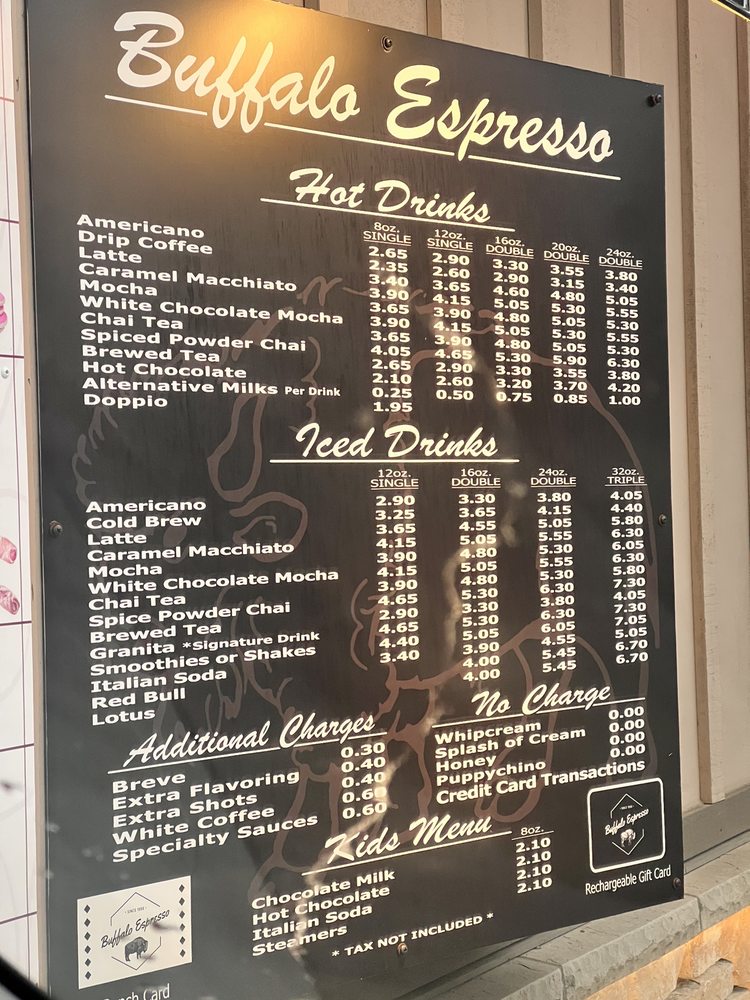 Buffalo Espresso
Hot Drinks
8oz. 12oz. 16oz. 20oz. 24oz.
SINGLE SINGLE DOUBLE DOUBLE DOUBLE
Americano 2.65 2.90 3.30 3.55 3.80
Drip Coffee 2.35 2.60 2.90 3.15 3.40
Latte 3.40 3.65 4.60 4.80 5.05
Caramel Macchiato 3.90 4.15 5.05 5.30 5.55
Mocha 3.65 3.90 4.80 5.05 5.30
White Chocolate Mocha 3.90 4.15 5.05 5.30 5.55
Chai Tea 3.65 3.90 4.80 5.05 5.30
Spiced Powder Chai 4.05 4.65 5.30 5.90 6.30
Brewed Tea 2.65 2.90 3.30 3.55 3.80
Hot Chocolate 2.10 2.60 3.20 3.70 4.20
Alternative Milks Per Drink 0.25 0.50 0.75 0.85 1.00
Doppio 1.95
Iced Drinks
12oz. 16oz. 24oz. 32oz.
SINGLE DOUBLE DOUBLE TRIPLE
Americano 2.90 3.30 3.80 4.05
Cold Brew 3.25 3.65 4.15 4.40
Latte 3.65 4.55 5.05 5.80
Caramel Macchiato 4.15 5.05 5.55 6.30
Mocha 3.90 4.80 5.30 6.05
White Chocolate Mocha 4.15 5.05 5.55 6.30
Chai Tea 3.90 4.80 5.30 5.80
Spice Powder Chai 4.65 5.30 6.30 7.30
Brewed Tea 2.90 3.30 3.80 4.05
Granita *Signature Drink 4.65 5.30 6.30 7.30
Smoothies or Shakes 4.40 5.05 6.05 7.05
Italian Soda 3.40 3.90 4.55 5.05
Red Bull 4.00 5.45 6.70
Lotus 4.00 5.45 6.70
Additional Charges
Breve 0.30
Extra Flavoring 0.40
Extra Shots 0.40
White Coffee 0.60
Specialty Sauces 0.60
No Charge
Whipcream 0.00
Splash of Cream 0.00
Honey 0.00
Puppychino 0.00
Credit Card Transactions
Kids Menu
8oz.
Chocolate Milk 2.10
Hot Chocolate 2.10
Italian Soda 2.10
Steamers 2.10
* TAX NOT INCLUDED *
Buffalo Espresso
Rechargeable Gift Card
Buffalo Espresso
Card